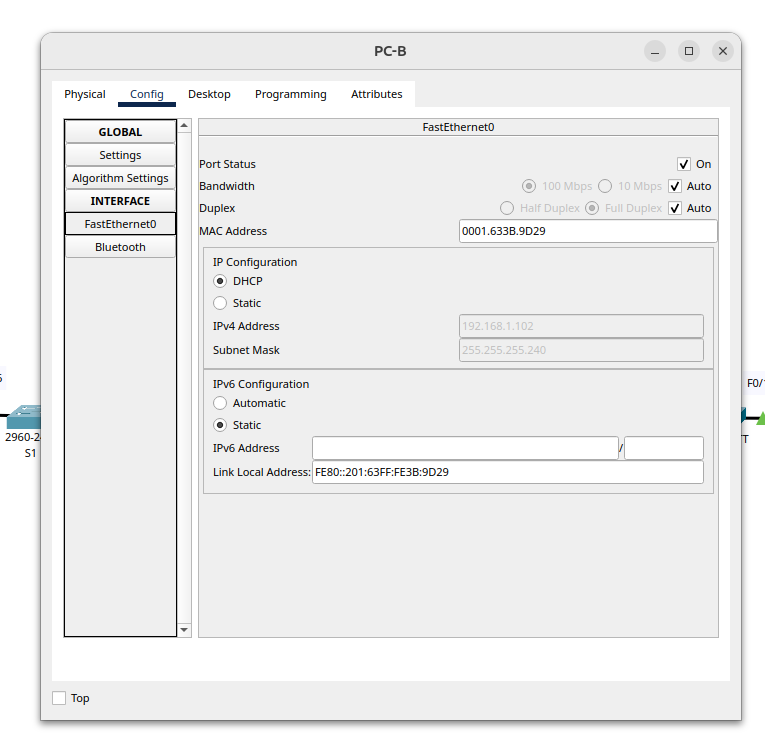 PC-B
Physical Config Desktop Programming Attributes
GLOBAL
Settings
Algorithm Settings
INTERFACE
FastEthernet0
Bluetooth
FastEthernet0
Port Status On
Bandwidth 100 Mbps 10 Mbps Auto
Duplex Half Duplex Full Duplex Auto
MAC Address 0001.633B.9D29
IP Configuration
DHCP
Static
IPv4 Address 192.168.1.102
Subnet Mask 255.255.255.240
IPv6 Configuration
Automatic
Static
IPv6 Address /
Link Local Address: FE80::201:63FF:FE3B:9D29
Top
2960-2
S1
F0/